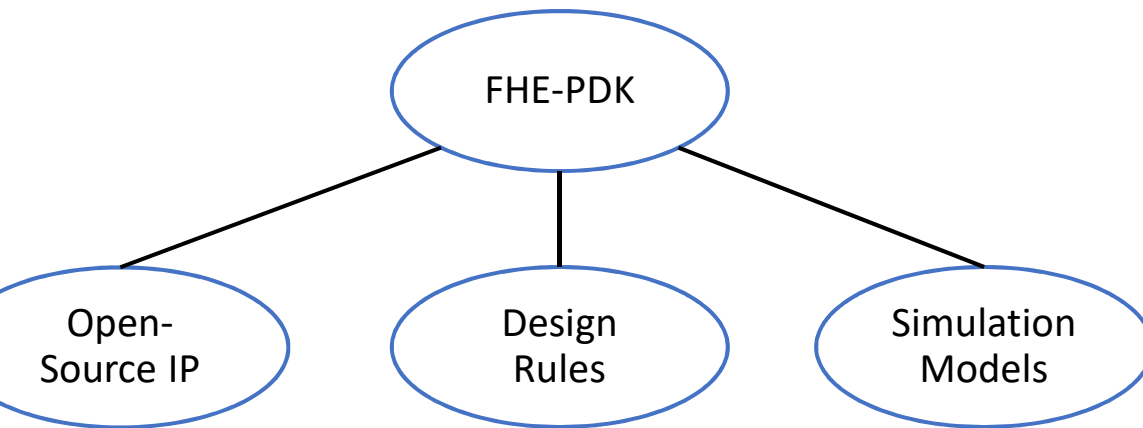 FHE-PDK
Open-
Source IP
Design
Rules
Simulation
Models